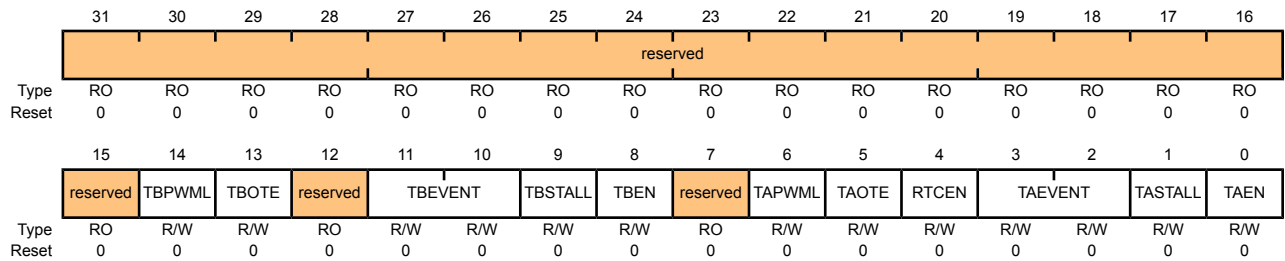 31 30 29 28 27 26 25 24 23 22 21 20 19 18 17 16
reserved
Type RO RO RO RO RO RO RO RO RO RO RO RO RO RO RO RO
Reset 0 0 0 0 0 0 0 0 0 0 0 0 0 0 0 0
15 14 13 12 11 10 9 8 7 6 5 4 3 2 1 0
reserved TBPWML TBOTE reserved TBEVENT TBSTALL TBEN reserved TAPWML TAOTE RTCEN TAEVENT TASTALL TAEN
Type RO R/W R/W RO R/W R/W R/W R/W RO R/W R/W R/W R/W R/W R/W R/W
Reset 0 0 0 0 0 0 0 0 0 0 0 0 0 0 0 0